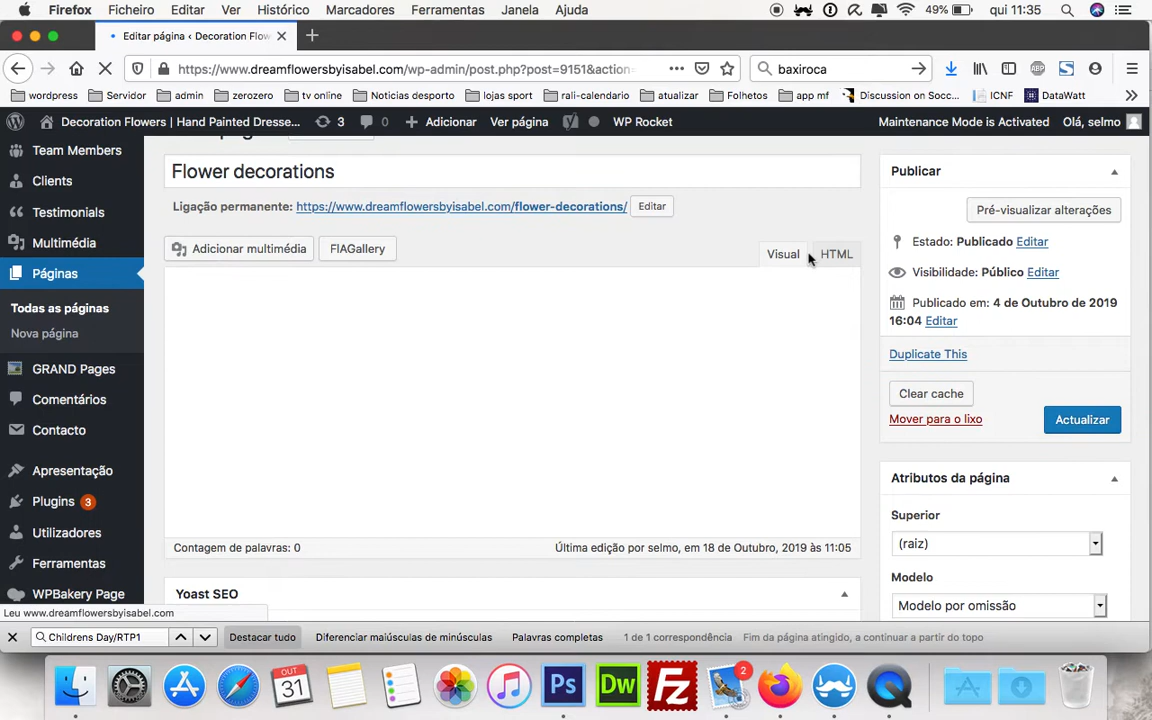 Firefox Ficheiro Editar Ver Histórico Marcadores Ferramentas Janela Ajuda 49% qui 11:35
Editar página ‹ Decoration Flow
https://www.dreamflowersbyisabel.com/wp-admin/post.php?post=9151&action= baxiroca
wordpress Servidor admin zerozero tv online Noticias desporto lojas sport rali-calendario atualizar Folhetos app mf Discussion on Socc... ICNF DataWatt
Decoration Flowers | Hand Painted Dresse... 3 0 Adicionar Ver página WP Rocket Maintenance Mode is Activated Olá, selmo
Team Members
Clients
Testimonials
Multimédia
Páginas
Todas as páginas
Nova página
GRAND Pages
Comentários
Contacto
Apresentação
Plugins 3
Utilizadores
Ferramentas
WPBakery Page
Flower decorations
Ligação permanente: https://www.dreamflowersbyisabel.com/flower-decorations/ Editar
Adicionar multimédia FlAGallery Visual HTML
Contagem de palavras: 0 Última edição por selmo, em 18 de Outubro, 2019 às 11:05
Yoast SEO
Publicar
Pré-visualizar alterações
Estado: Publicado Editar
Visibilidade: Público Editar
Publicado em: 4 de Outubro de 2019
16:04 Editar
Duplicate This
Clear cache
Mover para o lixo Actualizar
Atributos da página
Superior
(raiz)
Modelo
Modelo por omissão
Leu www.dreamflowersbyisabel.com
Childrens Day/RTP1 Destacar tudo Diferenciar maiúsculas de minúsculas Palavras completas 1 de 1 correspondência Fim da página atingido, a continuar a partir do topo
OUT
31
Ps
Dw
Fz
2